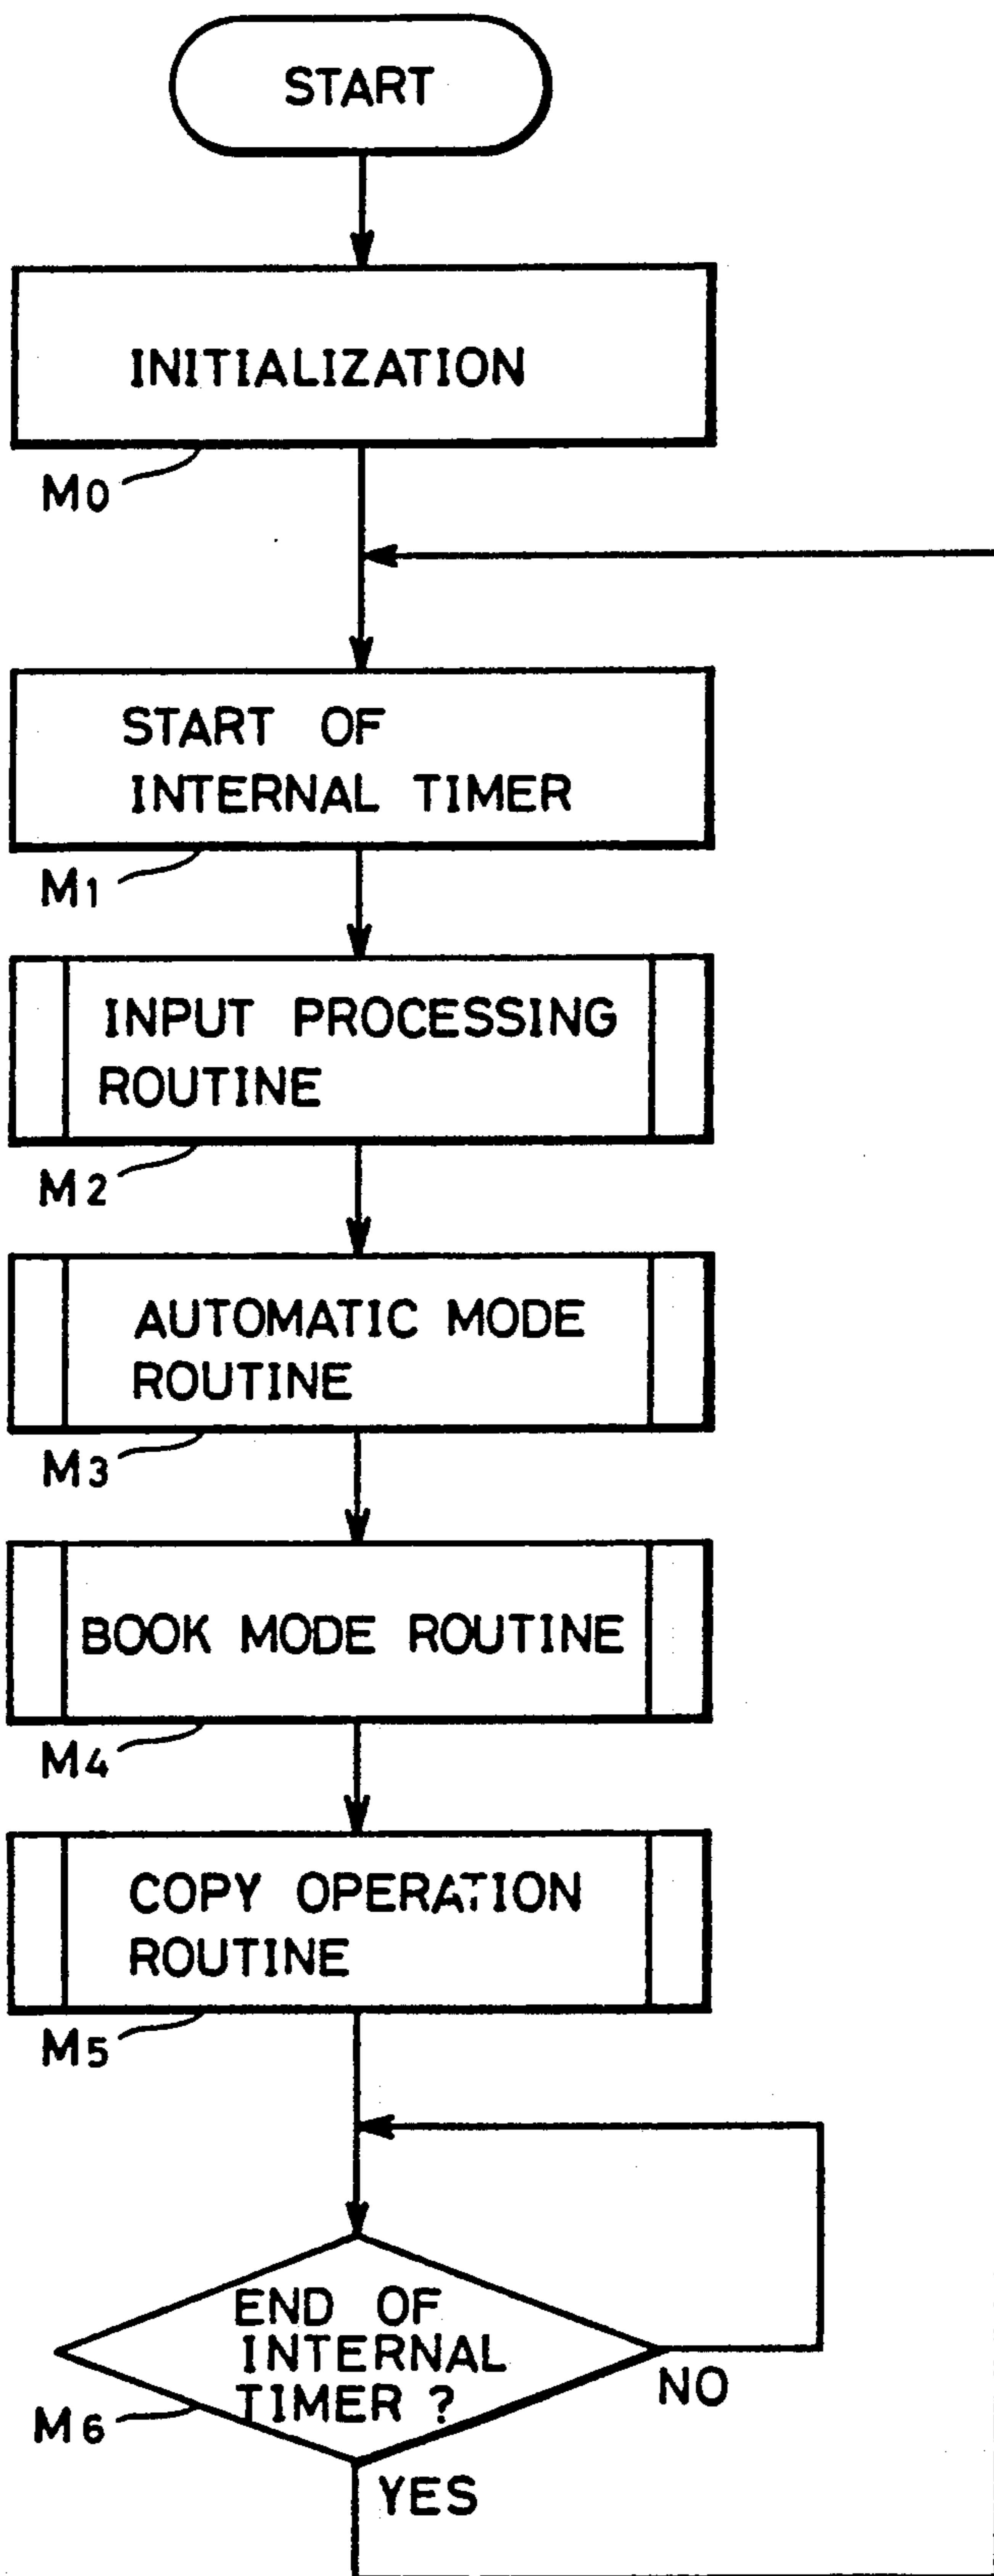 START
INITIALIZATION
M0
START OF
INTERNAL TIMER
M1
INPUT PROCESSING
ROUTINE
M2
AUTOMATIC MODE
ROUTINE
M3
BOOK MODE ROUTINE
M4
COPY OPERATION
ROUTINE
M5
END OF
INTERNAL
TIMER ?
NO
M6
YES